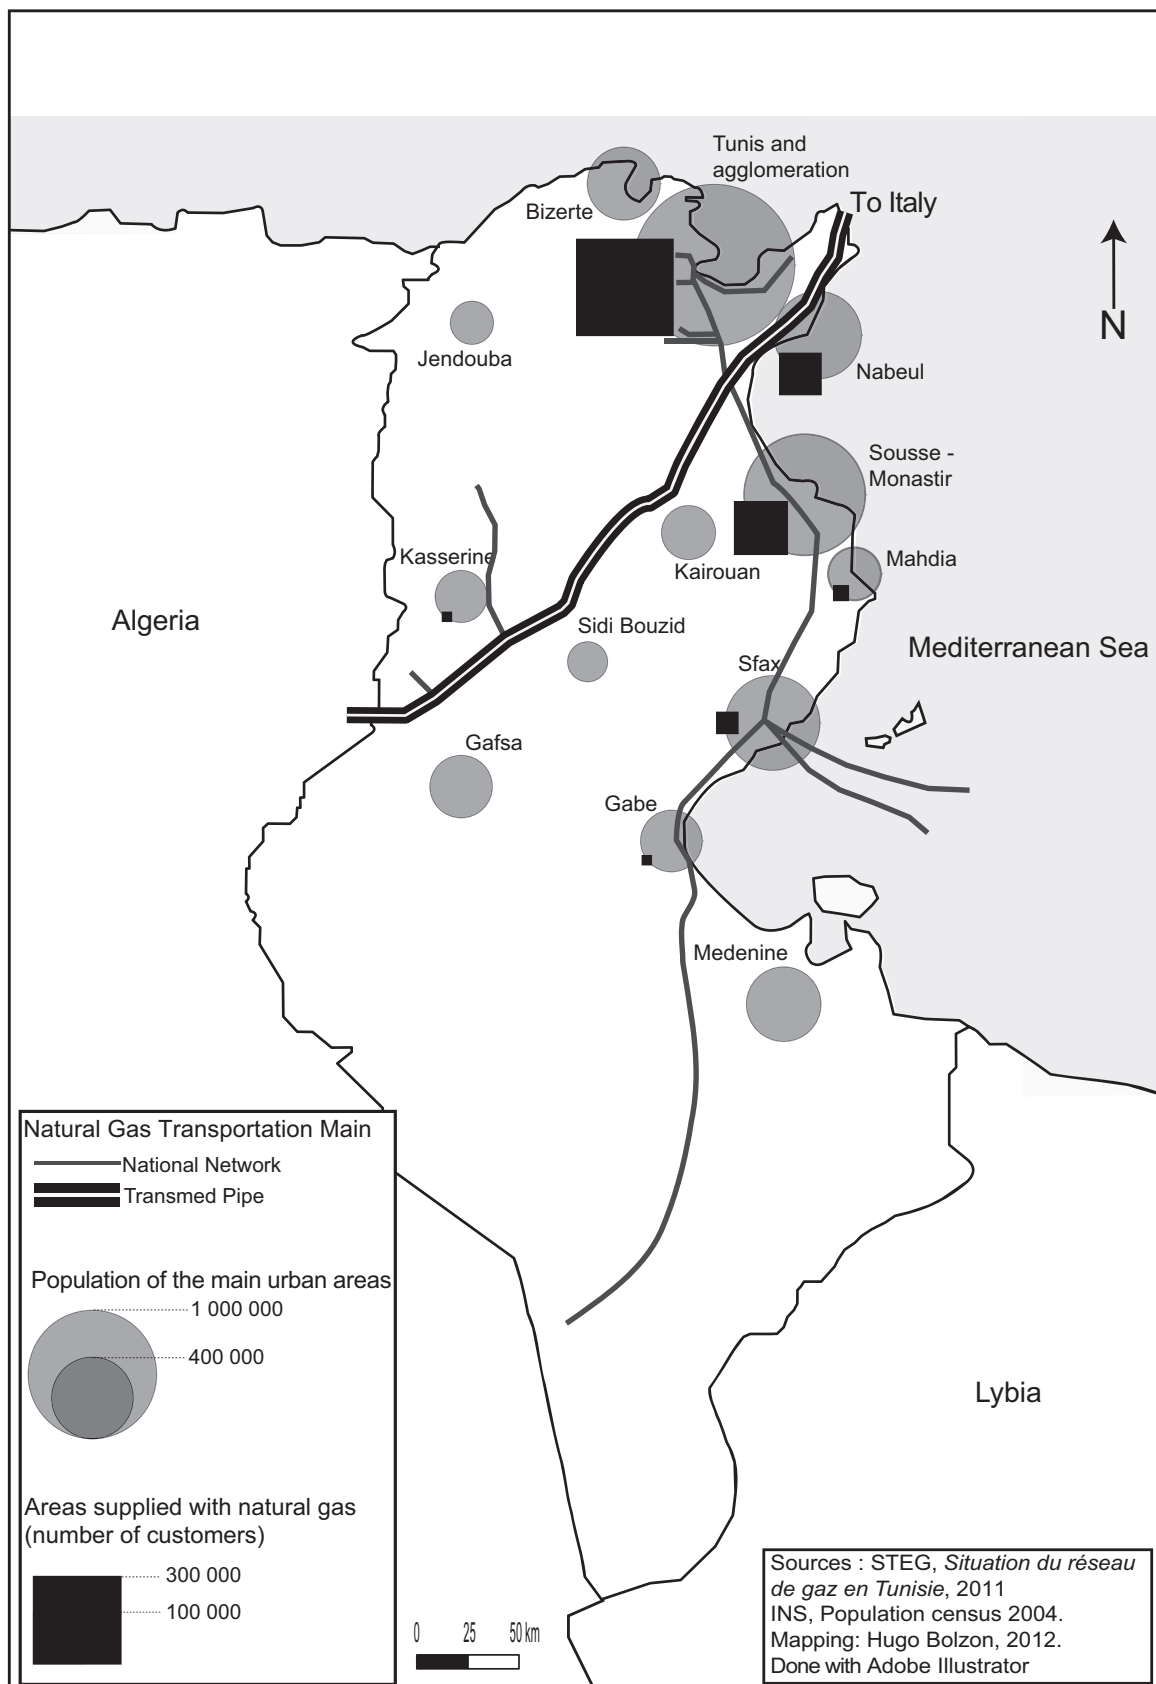 Tunis and
agglomeration
To Italy
Bizerte
N
Jendouba
Nabeul
Sousse -
Monastir
Kasserine
Kairouan
Mahdia
Algeria
Sidi Bouzid
Mediterranean Sea
Sfax
Gafsa
Gabe
Medenine
Natural Gas Transportation Main
National Network
Transmed Pipe
Population of the main urban areas
1 000 000
400 000
Lybia
Areas supplied with natural gas
(number of customers)
300 000
100 000
0 25 50 km
Sources : STEG, Situation du réseau
de gaz en Tunisie, 2011
INS, Population census 2004.
Mapping: Hugo Bolzon, 2012.
Done with Adobe Illustrator